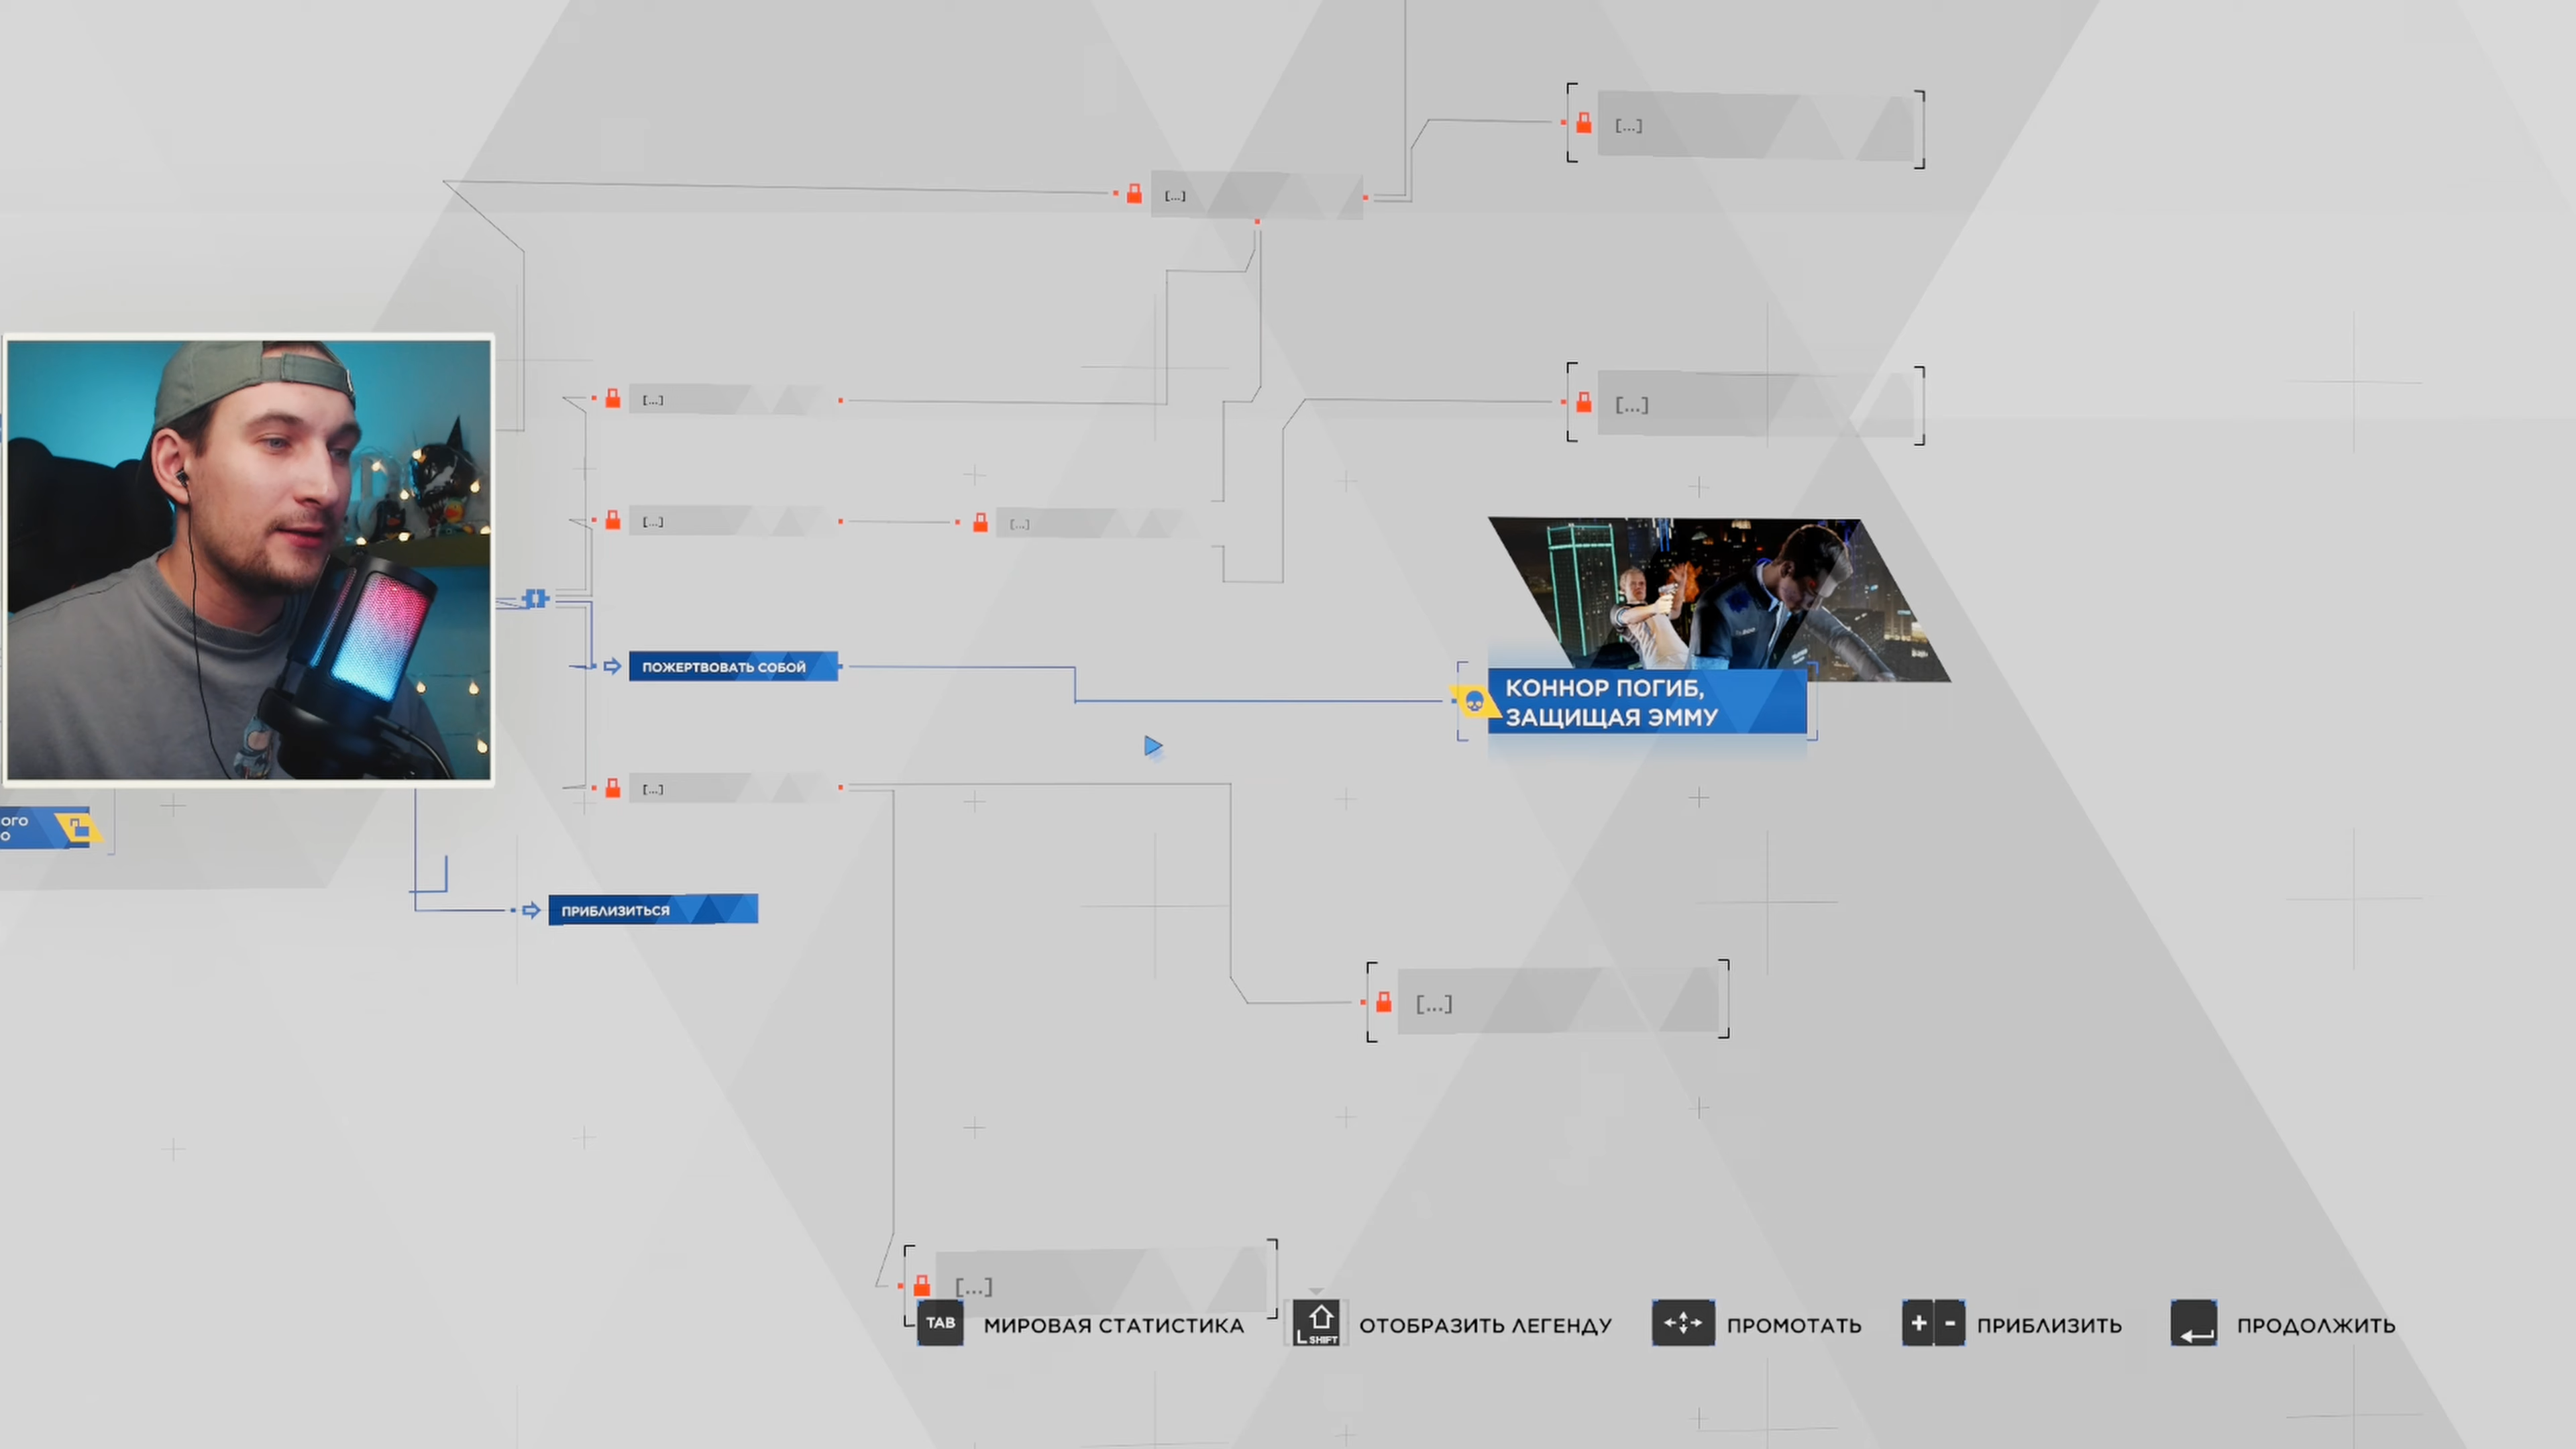 [...]
[...]
[...]
[...]
[...]
[...]
ПОЖЕРТВОВАТЬ СОБОЙ
КОННОР ПОГИБ,
ЗАЩИЩАЯ ЭММУ
[...]
ОГО
О
ПРИБЛИЗИТЬСЯ
[...]
[...]
TAB МИРОВАЯ СТАТИСТИКА
L SHIFT ОТОБРАЗИТЬ ЛЕГЕНДУ
ПРОМОТАТЬ
+ - ПРИБЛИЗИТЬ
ПРОДОЛЖИТЬ